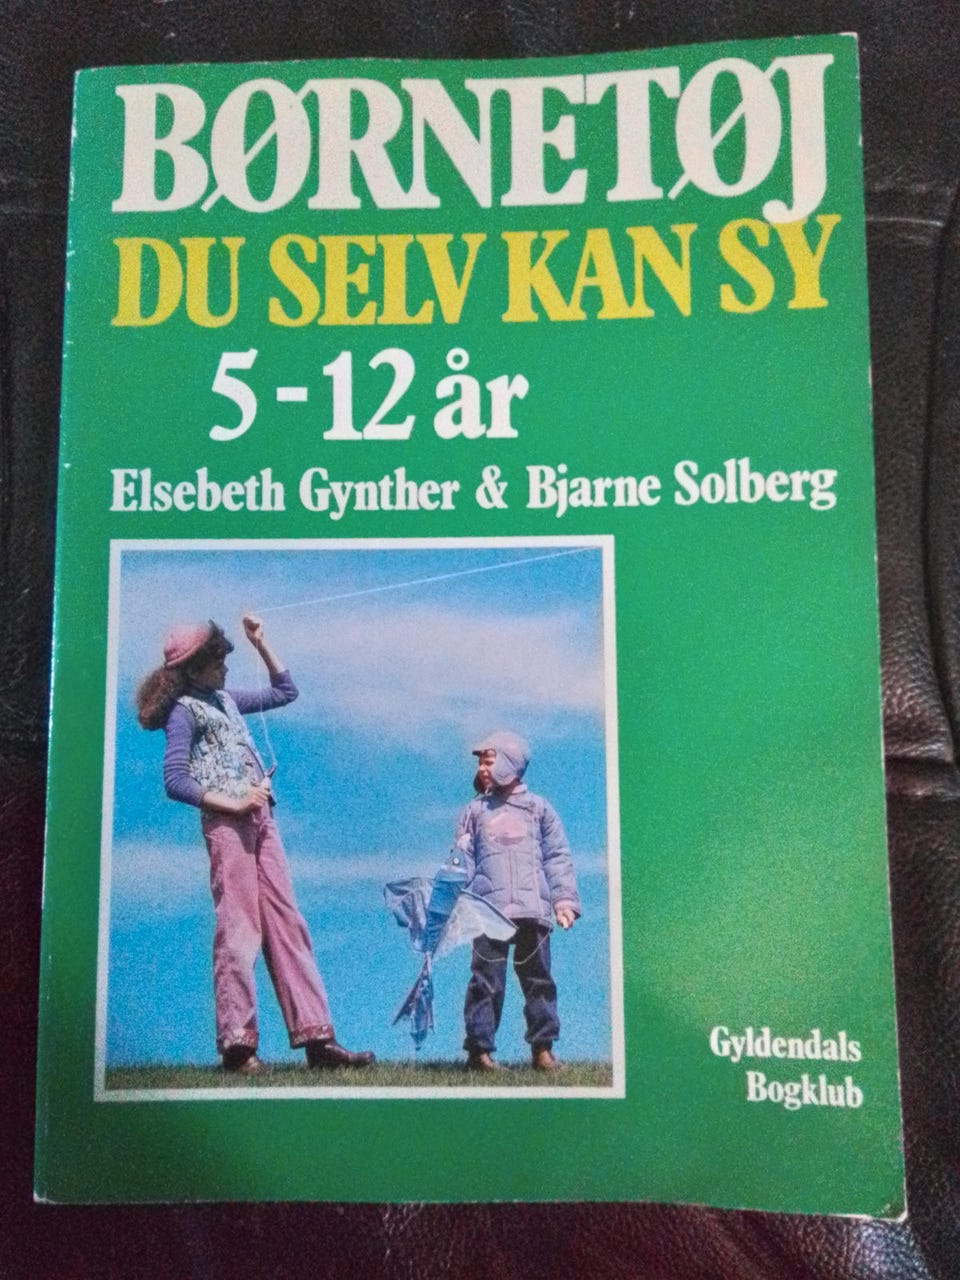 BØRNETØJ
DU SELV KAN SY
5-12 år
Elsebeth Gynther & Bjarne Solberg
Gyldendals
Bogklub